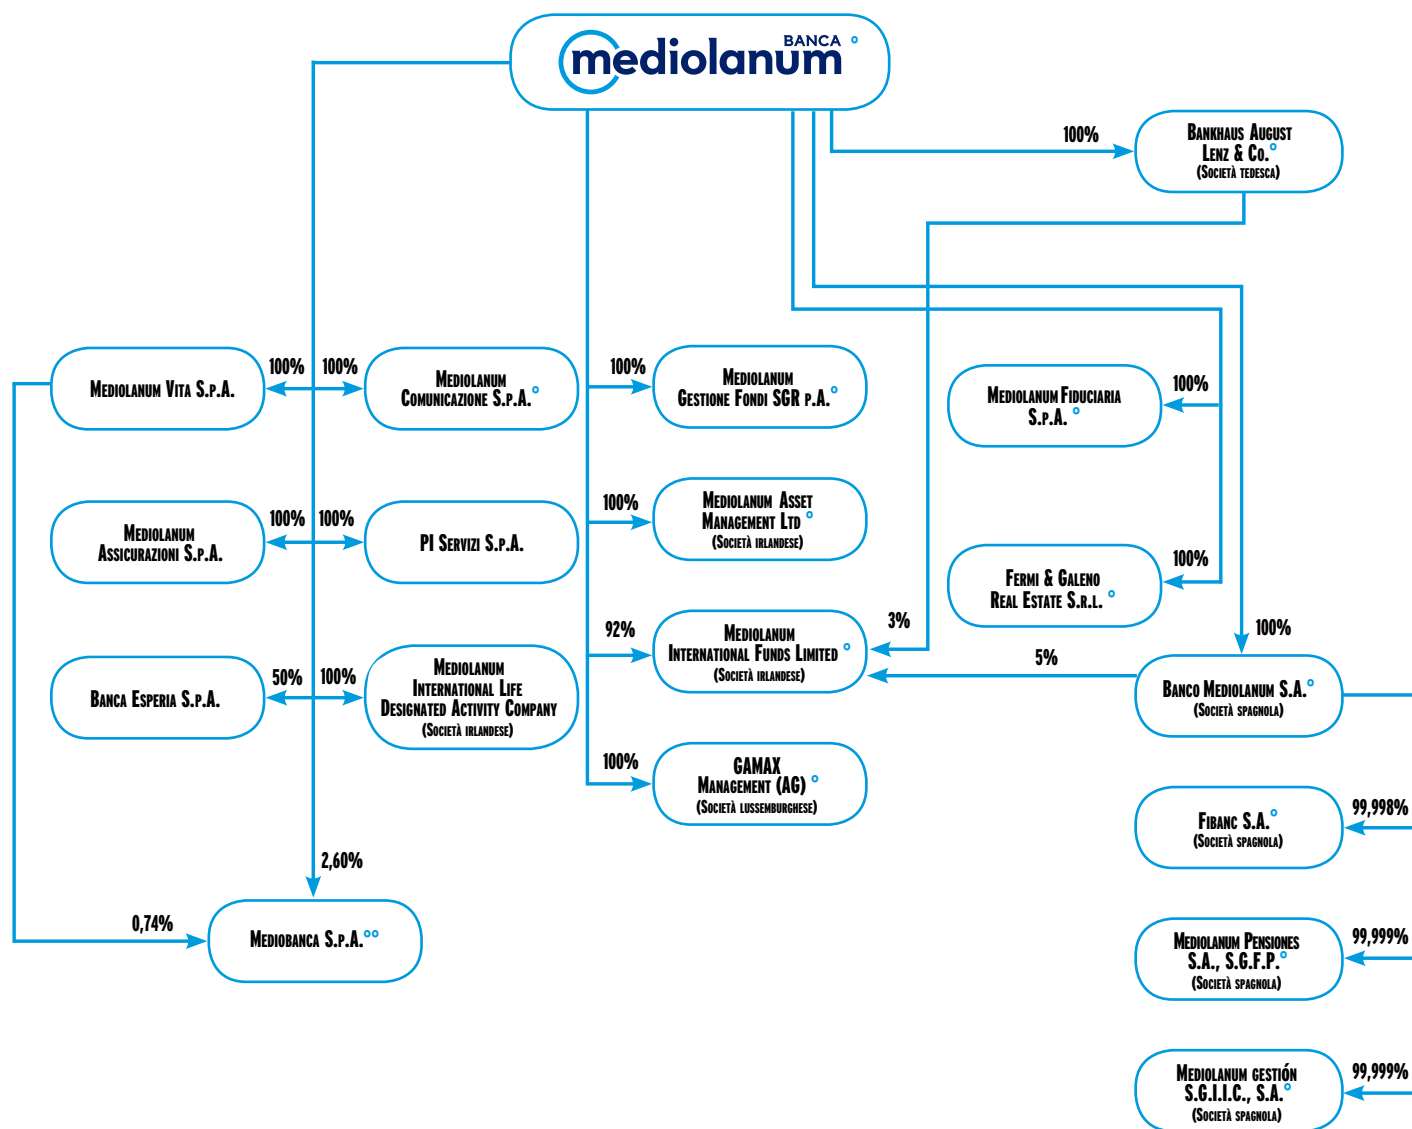 BANCA °
mediolanum
100%
Bankhaus August
Lenz & Co.°
(Società tedesca)
Mediolanum Vita S.p.A.
100%
100%
Mediolanum
Comunicazione S.p.A.°
100%
Mediolanum
Gestione Fondi SGR p.A.°
Mediolanum Fiduciaria
S.p.A. °
100%
Mediolanum
Assicurazioni S.p.A.
100%
100%
PI Servizi S.p.A.
100%
Mediolanum Asset
Management Ltd °
(Società irlandese)
Fermi & Galeno
Real Estate S.r.l. °
100%
Banca Esperia S.p.A.
50%
100%
Mediolanum
International Life
Designated Activity Company
(Società irlandese)
92%
Mediolanum
International Funds Limited °
(Società irlandese)
3%
5%
100%
Banco Mediolanum S.A.°
(Società spagnola)
100%
GAMAX
Management (AG) °
(Società lussemburghese)
Fibanc S.A.°
(Società spagnola)
99,998%
2,60%
0,74%
Mediobanca S.p.A.°°
Mediolanum Pensiones
S.A., S.G.F.P.°
(Società spagnola)
99,999%
Mediolanum gestión
S.G.I.I.C., S.A.°
(Società spagnola)
99,999%